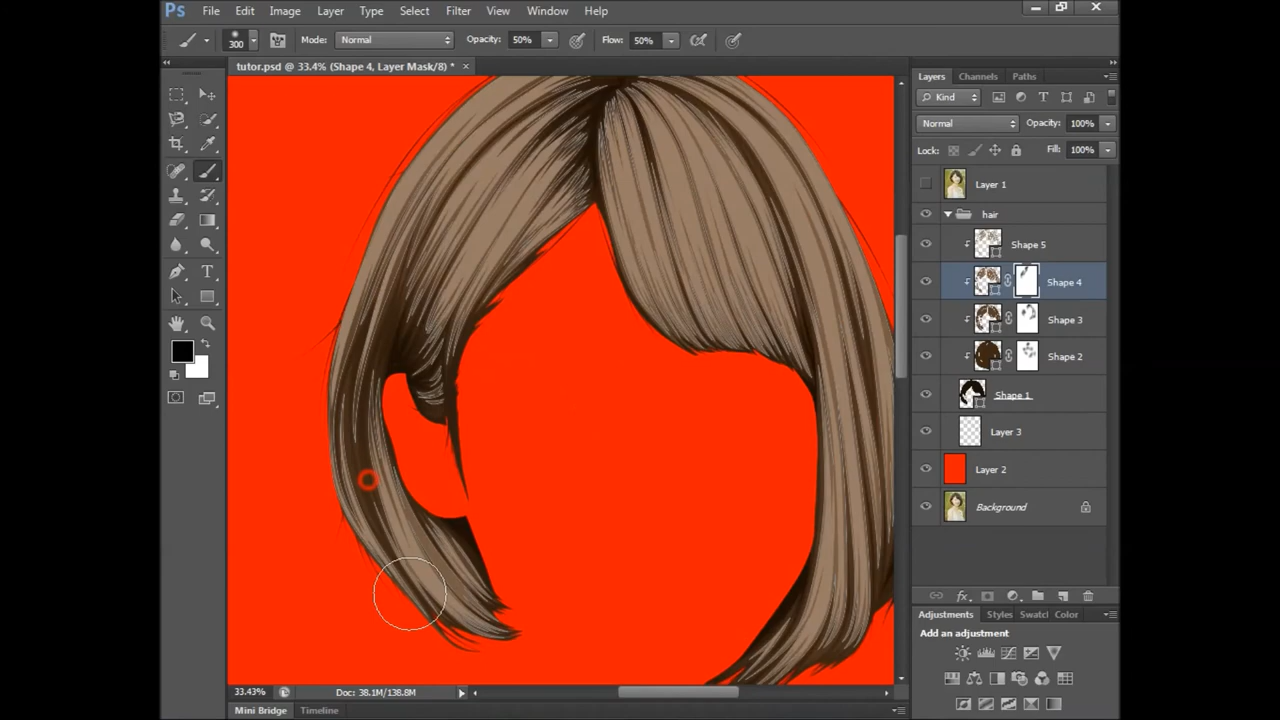 Ps File Edit Image Layer Type Select Filter View Window Help
300 Mode: Normal Opacity: 50% Flow: 50%
tutor.psd @ 33.4% (Shape 4, Layer Mask/8) * ×
Layers Channels Paths
Kind T
Normal Opacity: 100%
Lock: Fill: 100%
Layer 1
hair
Shape 5
Shape 4
Shape 3
Shape 2
Shape 1
Layer 3
Layer 2
Background
fx
Adjustments Styles Swatcl Color
Add an adjustment
33.43% Doc: 38.1M/138.8M
Mini Bridge Timeline